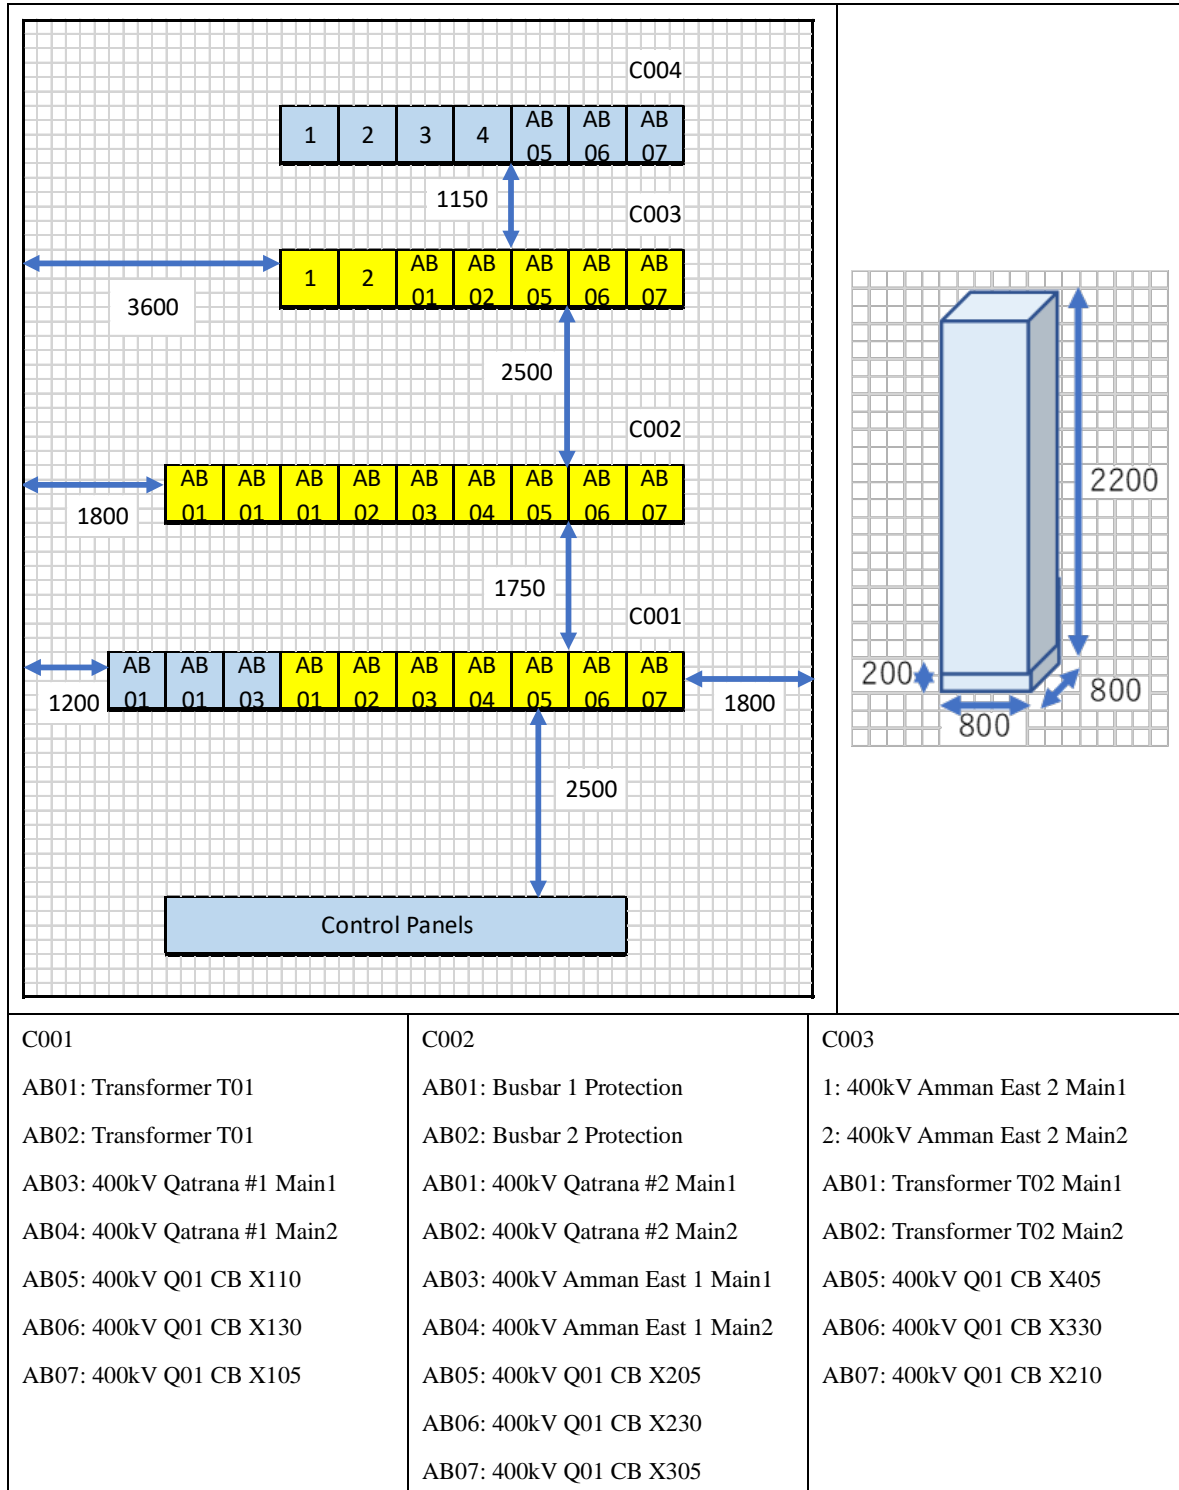 C004
1 2 3 4 AB AB AB
05 06 07
1150
C003
1 2 AB AB AB AB AB
01 02 05 06 07
3600
2500
C002
AB AB AB AB AB AB AB AB AB
01 01 01 02 03 04 05 06 07
1800
1750
C001
AB AB AB AB AB AB AB AB AB AB
01 01 03 01 02 03 04 05 06 07
1200
1800
2500
Control Panels
2200
200
800
800
C001
AB01: Transformer T01
AB02: Transformer T01
AB03: 400kV Qatrana #1 Main1
AB04: 400kV Qatrana #1 Main2
AB05: 400kV Q01 CB X110
AB06: 400kV Q01 CB X130
AB07: 400kV Q01 CB X105
C002
AB01: Busbar 1 Protection
AB02: Busbar 2 Protection
AB01: 400kV Qatrana #2 Main1
AB02: 400kV Qatrana #2 Main2
AB03: 400kV Amman East 1 Main1
AB04: 400kV Amman East 1 Main2
AB05: 400kV Q01 CB X205
AB06: 400kV Q01 CB X230
AB07: 400kV Q01 CB X305
C003
1: 400kV Amman East 2 Main1
2: 400kV Amman East 2 Main2
AB01: Transformer T02 Main1
AB02: Transformer T02 Main2
AB05: 400kV Q01 CB X405
AB06: 400kV Q01 CB X330
AB07: 400kV Q01 CB X210